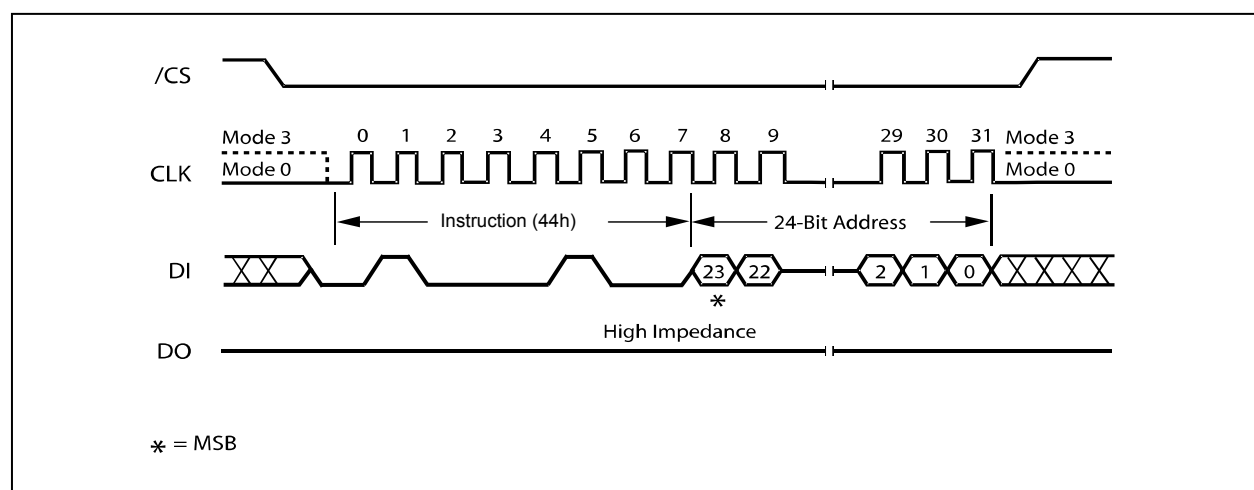 /CS
Mode 3
0 1 2 3 4 5 6 7 8 9 29 30 31
Mode 3
CLK
Mode 0
Mode 0
Instruction (44h)
24-Bit Address
DI
23 22 2 1 0
*
High Impedance
DO
* = MSB